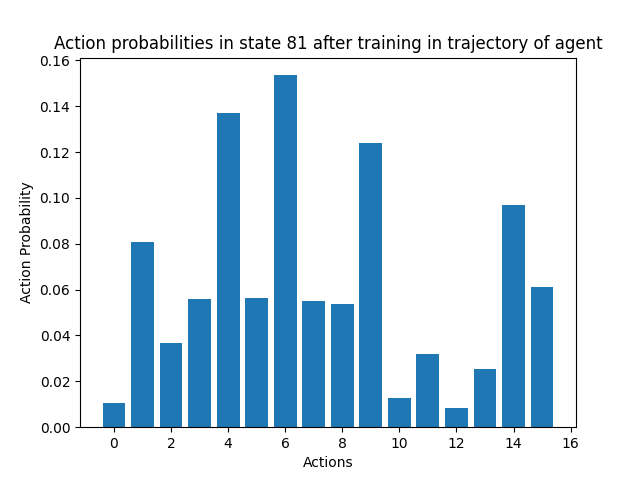 Action probabilities in state 81 after training in trajectory of agent
0.16
0.14
0.12
0.10
0.08
0.06
0.04
0.02
0.00
Action Probability
0 2 4 6 8 10 12 14 16
Actions